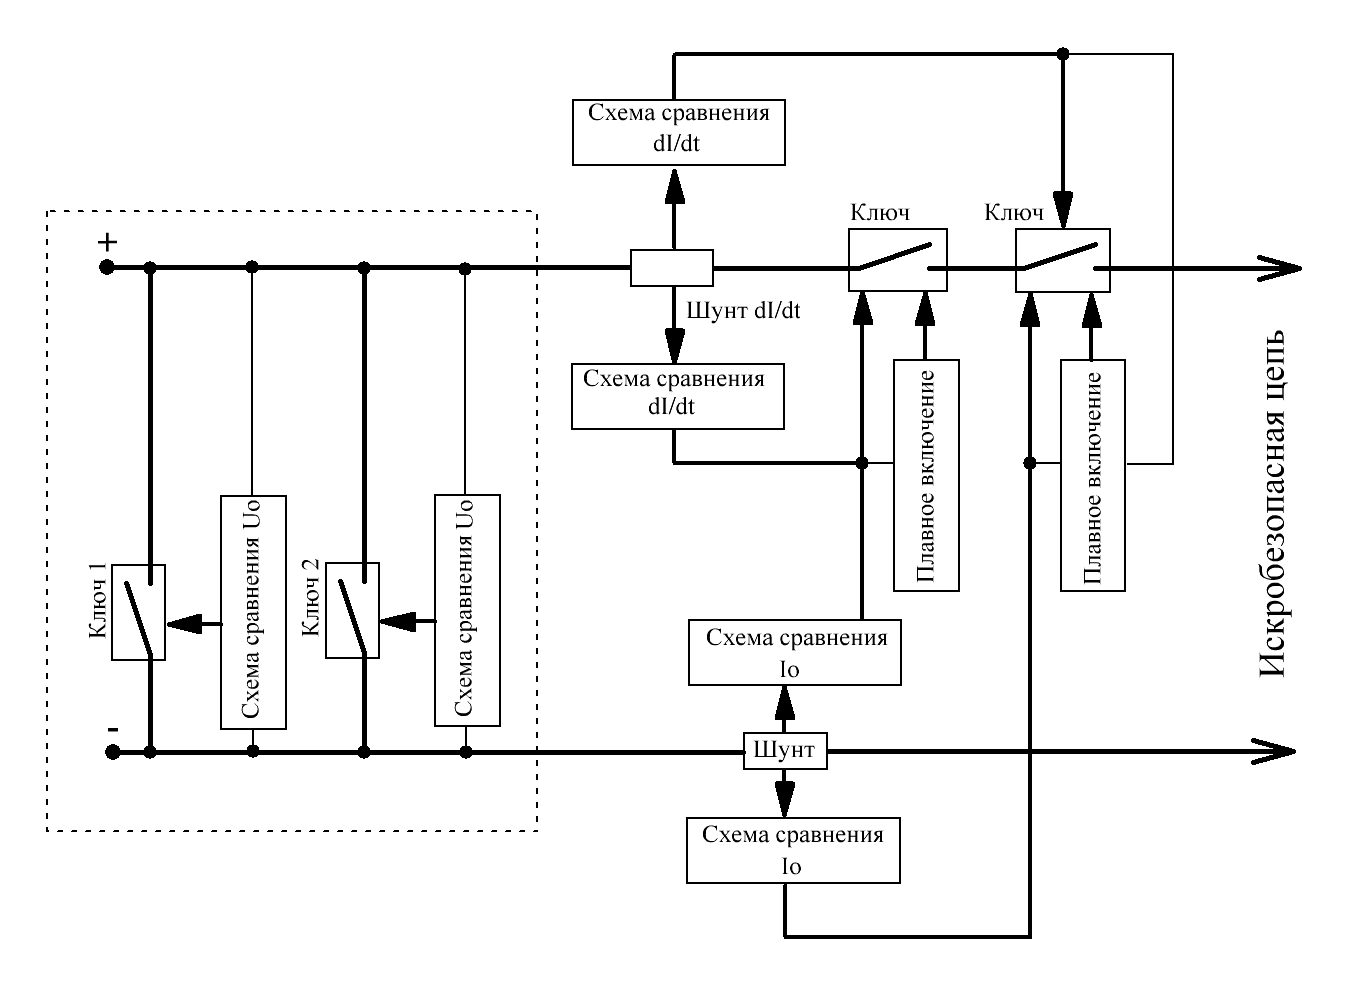 Схема сравнения
dI/dt
Ключ
Ключ
+
Шунт dI/dt
Схема сравнения
dI/dt
Плавное включение
Плавное включение
Искробезопасная цепь
Ключ 1
Схема сравнения Uo
Ключ 2
Схема сравнения Uo
Схема сравнения
Io
-
Шунт
Схема сравнения
Io